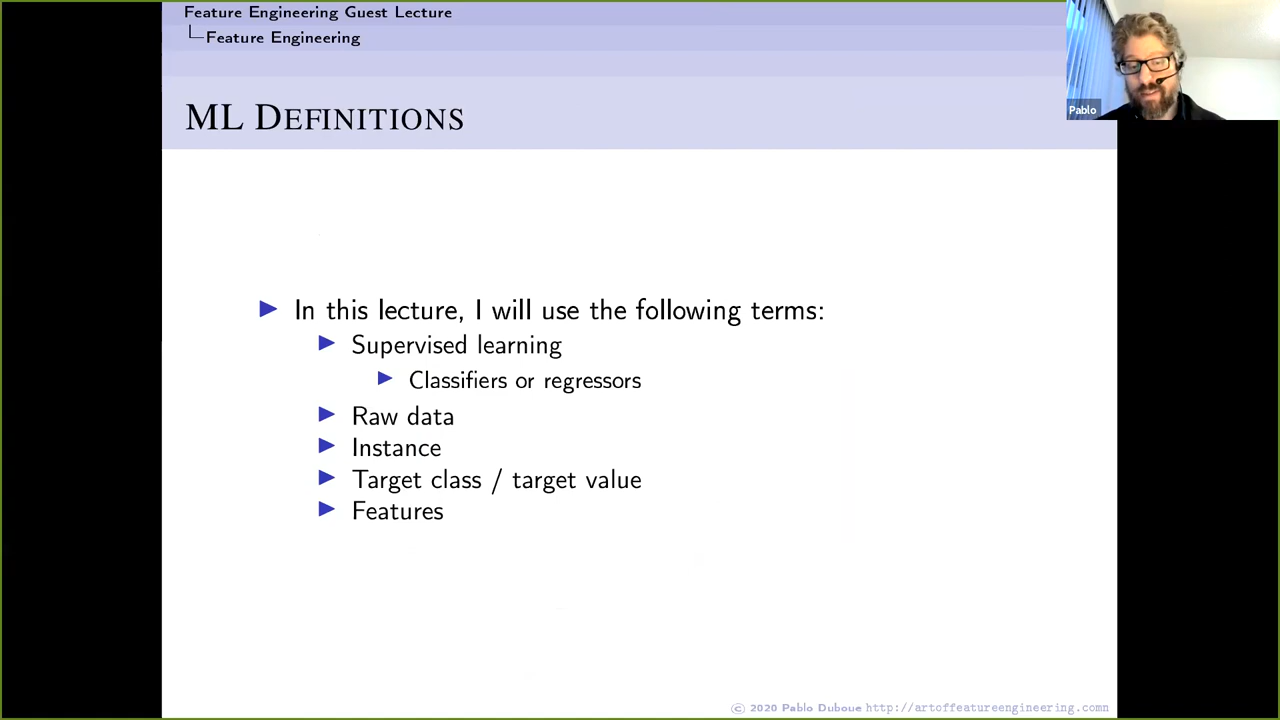 Feature Engineering Guest Lecture
Feature Engineering
ML Definitions
In this lecture, I will use the following terms:
Supervised learning
Classifiers or regressors
Raw data
Instance
Target class / target value
Features
© 2020 Pablo Duboue http://artoffeatureengineering.comn
Pablo